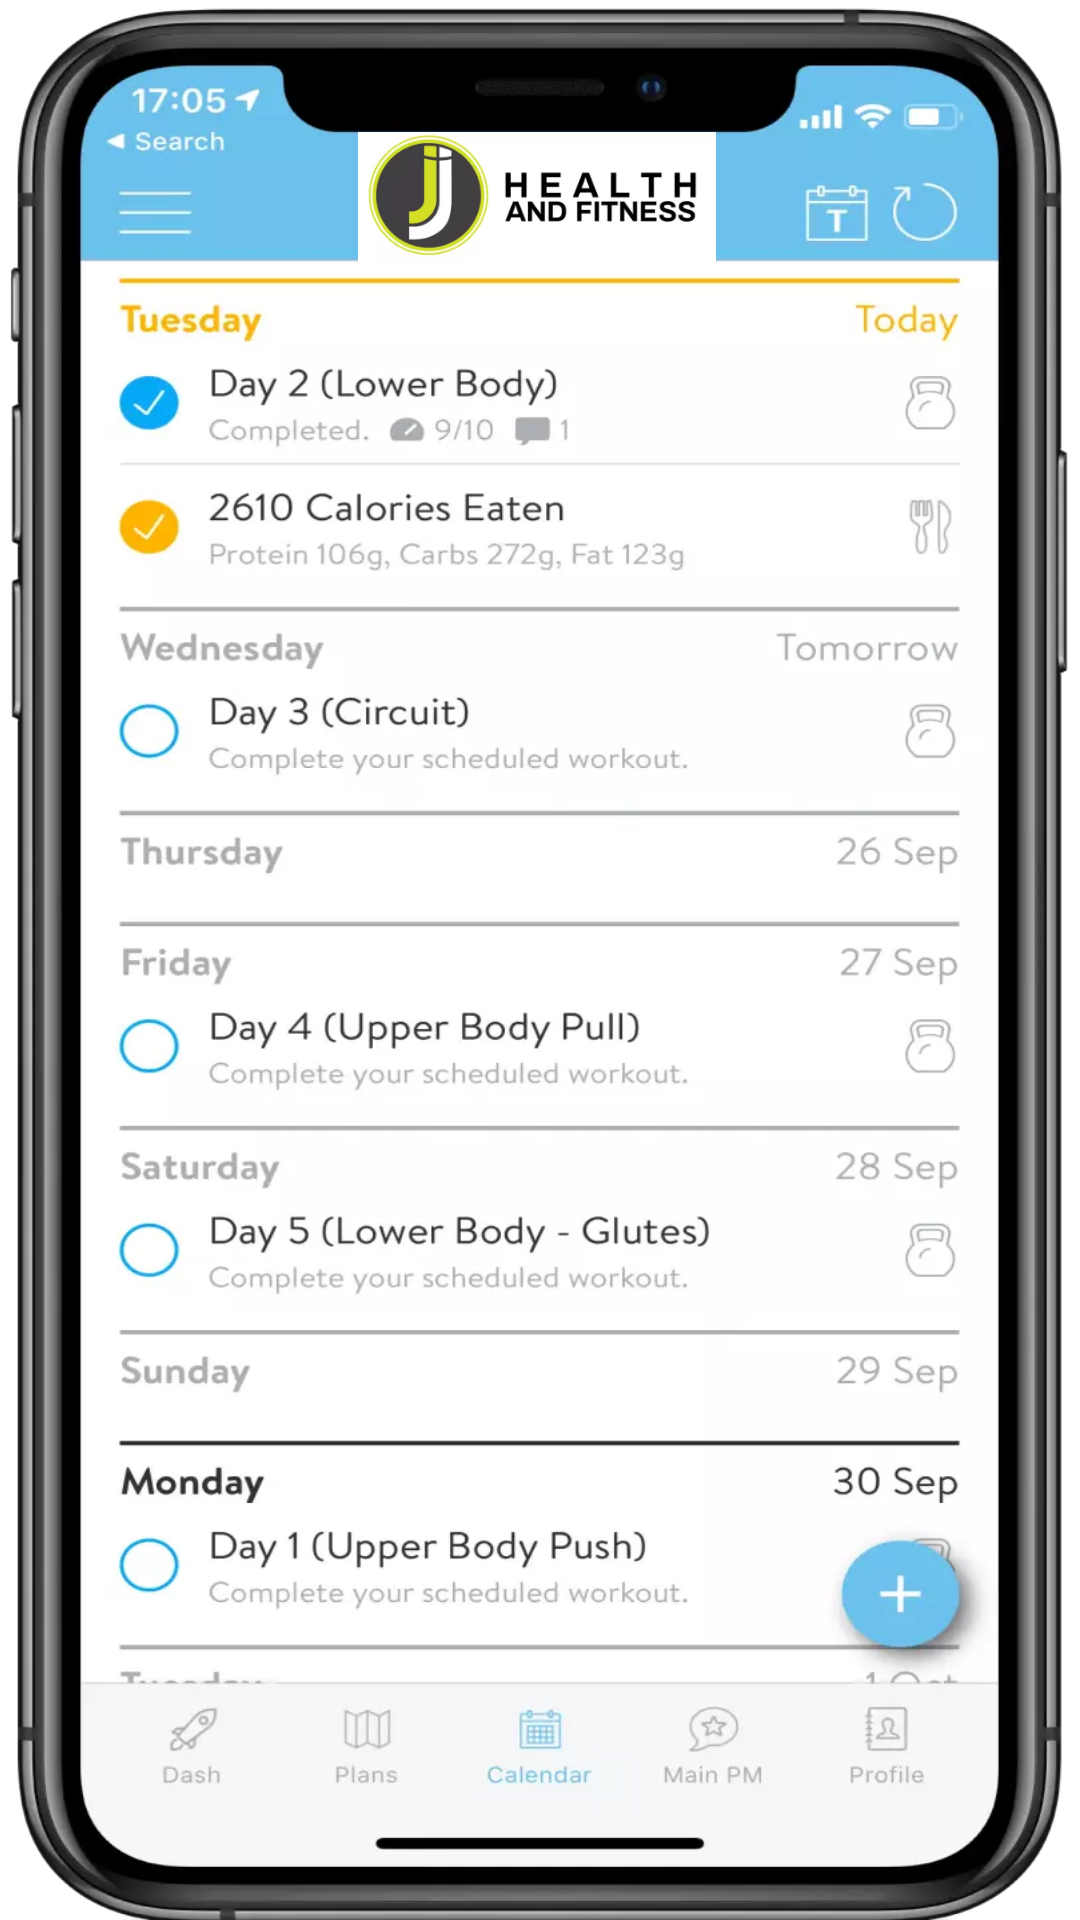 17:05
Search
HEALTH
AND FITNESS
T
Tuesday Today
Day 2 (Lower Body)
Completed. 9/10 1
2610 Calories Eaten
Protein 106g, Carbs 272g, Fat 123g
Wednesday Tomorrow
Day 3 (Circuit)
Complete your scheduled workout.
Thursday 26 Sep
Friday 27 Sep
Day 4 (Upper Body Pull)
Complete your scheduled workout.
Saturday 28 Sep
Day 5 (Lower Body - Glutes)
Complete your scheduled workout.
Sunday 29 Sep
Monday 30 Sep
Day 1 (Upper Body Push)
Complete your scheduled workout.
+
Tuesday 1 Oct
Dash Plans Calendar Main PM Profile